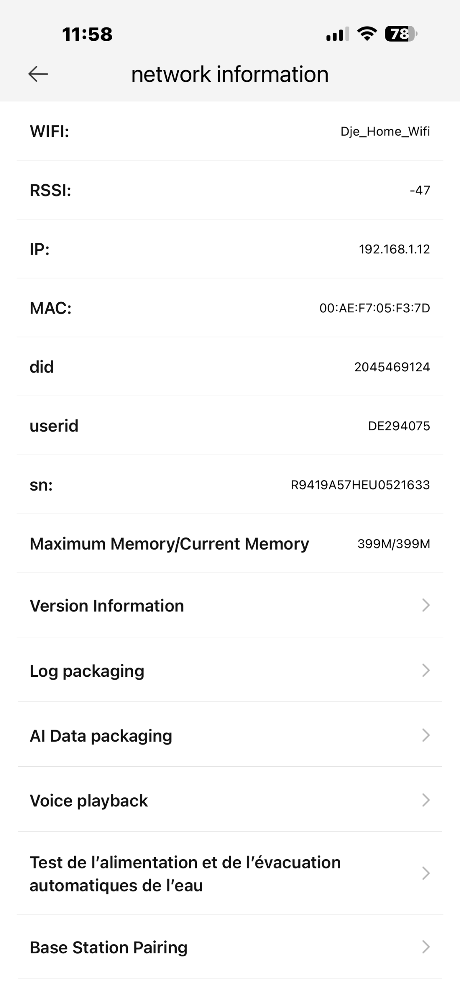 11:58
78
network information
WIFI:
Dje_Home_Wifi
RSSI:
-47
IP:
192.168.1.12
MAC:
00:AE:F7:05:F3:7D
did
2045469124
userid
DE294075
sn:
R9419A57HEU0521633
Maximum Memory/Current Memory
399M/399M
Version Information
Log packaging
AI Data packaging
Voice playback
Test de l’alimentation et de l’évacuation
automatiques de l’eau
Base Station Pairing